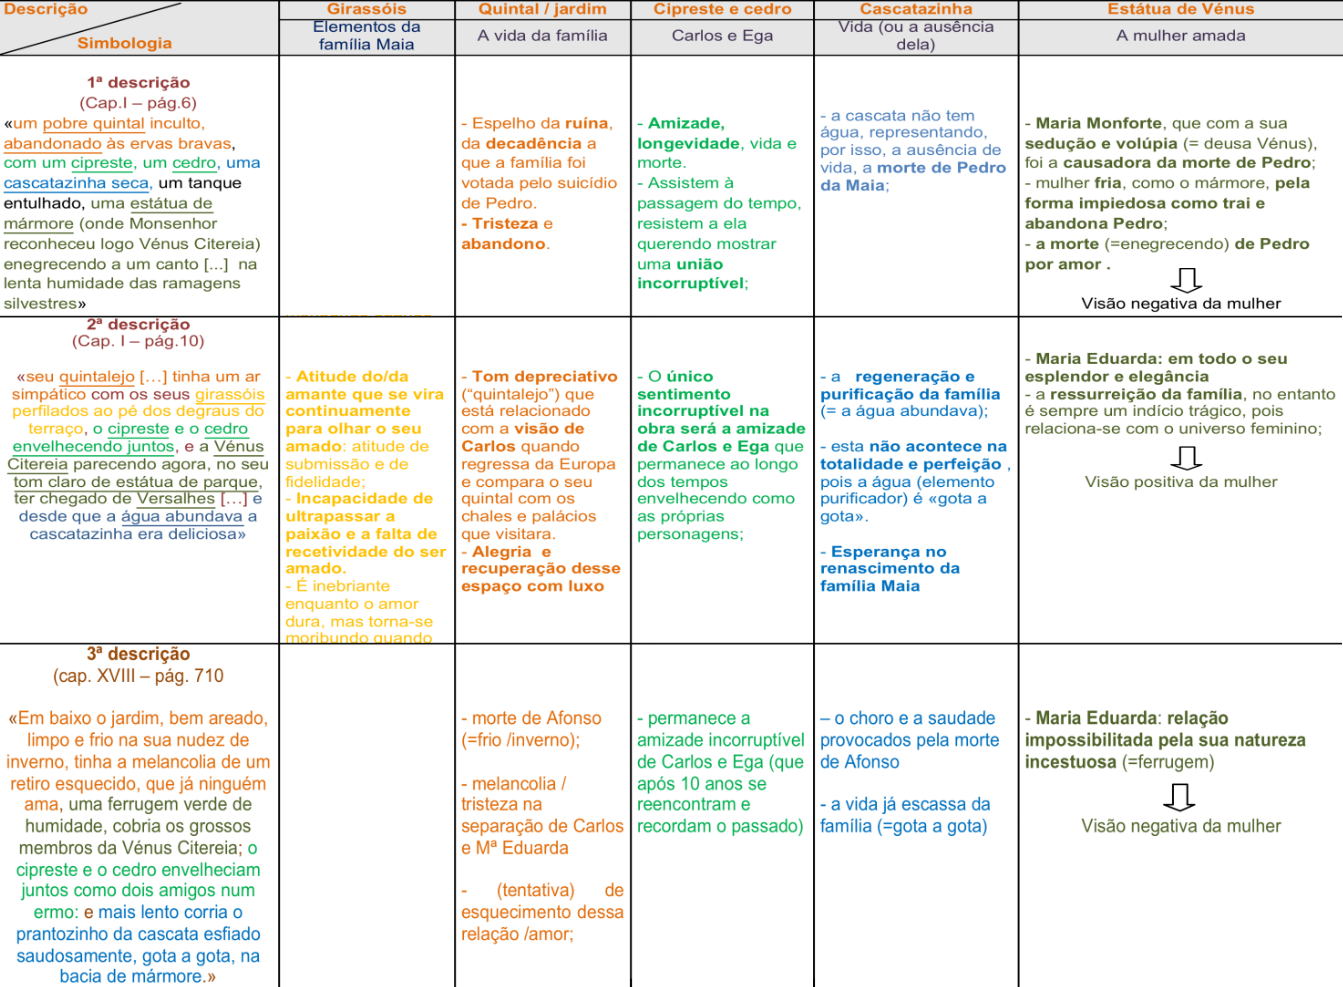 Descrição
Simbologia
Girassóis
Elementos da
família Maia
Quintal / jardim
A vida da família
Cipreste e cedro
Carlos e Ega
Cascatazinha
Vida (ou a ausência
dela)
Estátua de Vénus
A mulher amada
1ª descrição
(Cap.I – pág.6)
«um pobre quintal inculto,
abandonado às ervas bravas,
com um cipreste, um cedro, uma
cascatazinha seca, um tanque
entulhado, uma estátua de
mármore (onde Monsenhor
reconheceu logo Vénus Citereia)
enegrecendo a um canto [...] na
lenta humidade das ramagens
silvestres»
- Espelho da ruína,
da decadência a
que a família foi
votada pelo suicídio
de Pedro.
- Tristeza e
abandono.
- Amizade,
longevidade, vida e
morte.
- Assistem à
passagem do tempo,
resistem a ela
querendo mostrar
uma união
incorruptível;
- a cascata não tem
água, representando,
por isso, a ausência de
vida, a morte de Pedro
da Maia;
- Maria Monforte, que com a sua
sedução e volúpia (= deusa Vénus),
foi a causadora da morte de Pedro;
- mulher fria, como o mármore, pela
forma impiedosa como trai e
abandona Pedro;
- a morte (=enegrecendo) de Pedro
por amor .
Visão negativa da mulher
2ª descrição
(Cap. I – pág.10)
«seu quintalejo […] tinha um ar
simpático com os seus girassóis
perfilados ao pé dos degraus do
terraço, o cipreste e o cedro
envelhecendo juntos, e a Vénus
Citereia parecendo agora, no seu
tom claro de estátua de parque,
ter chegado de Versalhes […] e
desde que a água abundava a
cascatazinha era deliciosa»
- Atitude do/da
amante que se vira
continuamente
para olhar o seu
amado: atitude de
submissão e de
fidelidade;
- Incapacidade de
ultrapassar a
paixão e a falta de
recetividade do ser
amado.
- É inebriante
enquanto o amor
dura, mas torna-se
moribundo quando
- Tom depreciativo
(“quintalejo”) que
está relacionado
com a visão de
Carlos quando
regressa da Europa
e compara o seu
quintal com os
chales e palácios
que visitara.
- Alegria e
recuperação desse
espaço com luxo
- O único
sentimento
incorruptível na
obra será a amizade
de Carlos e Ega que
permanece ao longo
dos tempos
envelhecendo como
as próprias
personagens;
- a regeneração e
purificação da família
(= a água abundava);
- esta não acontece na
totalidade e perfeição ,
pois a água (elemento
purificador) é «gota a
gota».
- Esperança no
renascimento da
família Maia
- Maria Eduarda: em todo o seu
esplendor e elegância
- a ressurreição da família, no entanto
é sempre um indício trágico, pois
relaciona-se com o universo feminino;
Visão positiva da mulher
3ª descrição
(cap. XVIII – pág. 710
«Em baixo o jardim, bem areado,
limpo e frio na sua nudez de
inverno, tinha a melancolia de um
retiro esquecido, que já ninguém
ama, uma ferrugem verde de
humidade, cobria os grossos
membros da Vénus Citereia; o
cipreste e o cedro envelheciam
juntos como dois amigos num
ermo: e mais lento corria o
prantozinho da cascata esfiado
saudosamente, gota a gota, na
bacia de mármore.»
- morte de Afonso
(=frio /inverno);
- melancolia /
tristeza na
separação de Carlos
e Mª Eduarda
- (tentativa) de
esquecimento dessa
relação /amor;
- permanece a
amizade incorruptível
de Carlos e Ega (que
após 10 anos se
reencontram e
recordam o passado)
– o choro e a saudade
provocados pela morte
de Afonso
- a vida já escassa da
família (=gota a gota)
- Maria Eduarda: relação
impossibilitada pela sua natureza
incestuosa (=ferrugem)
Visão negativa da mulher